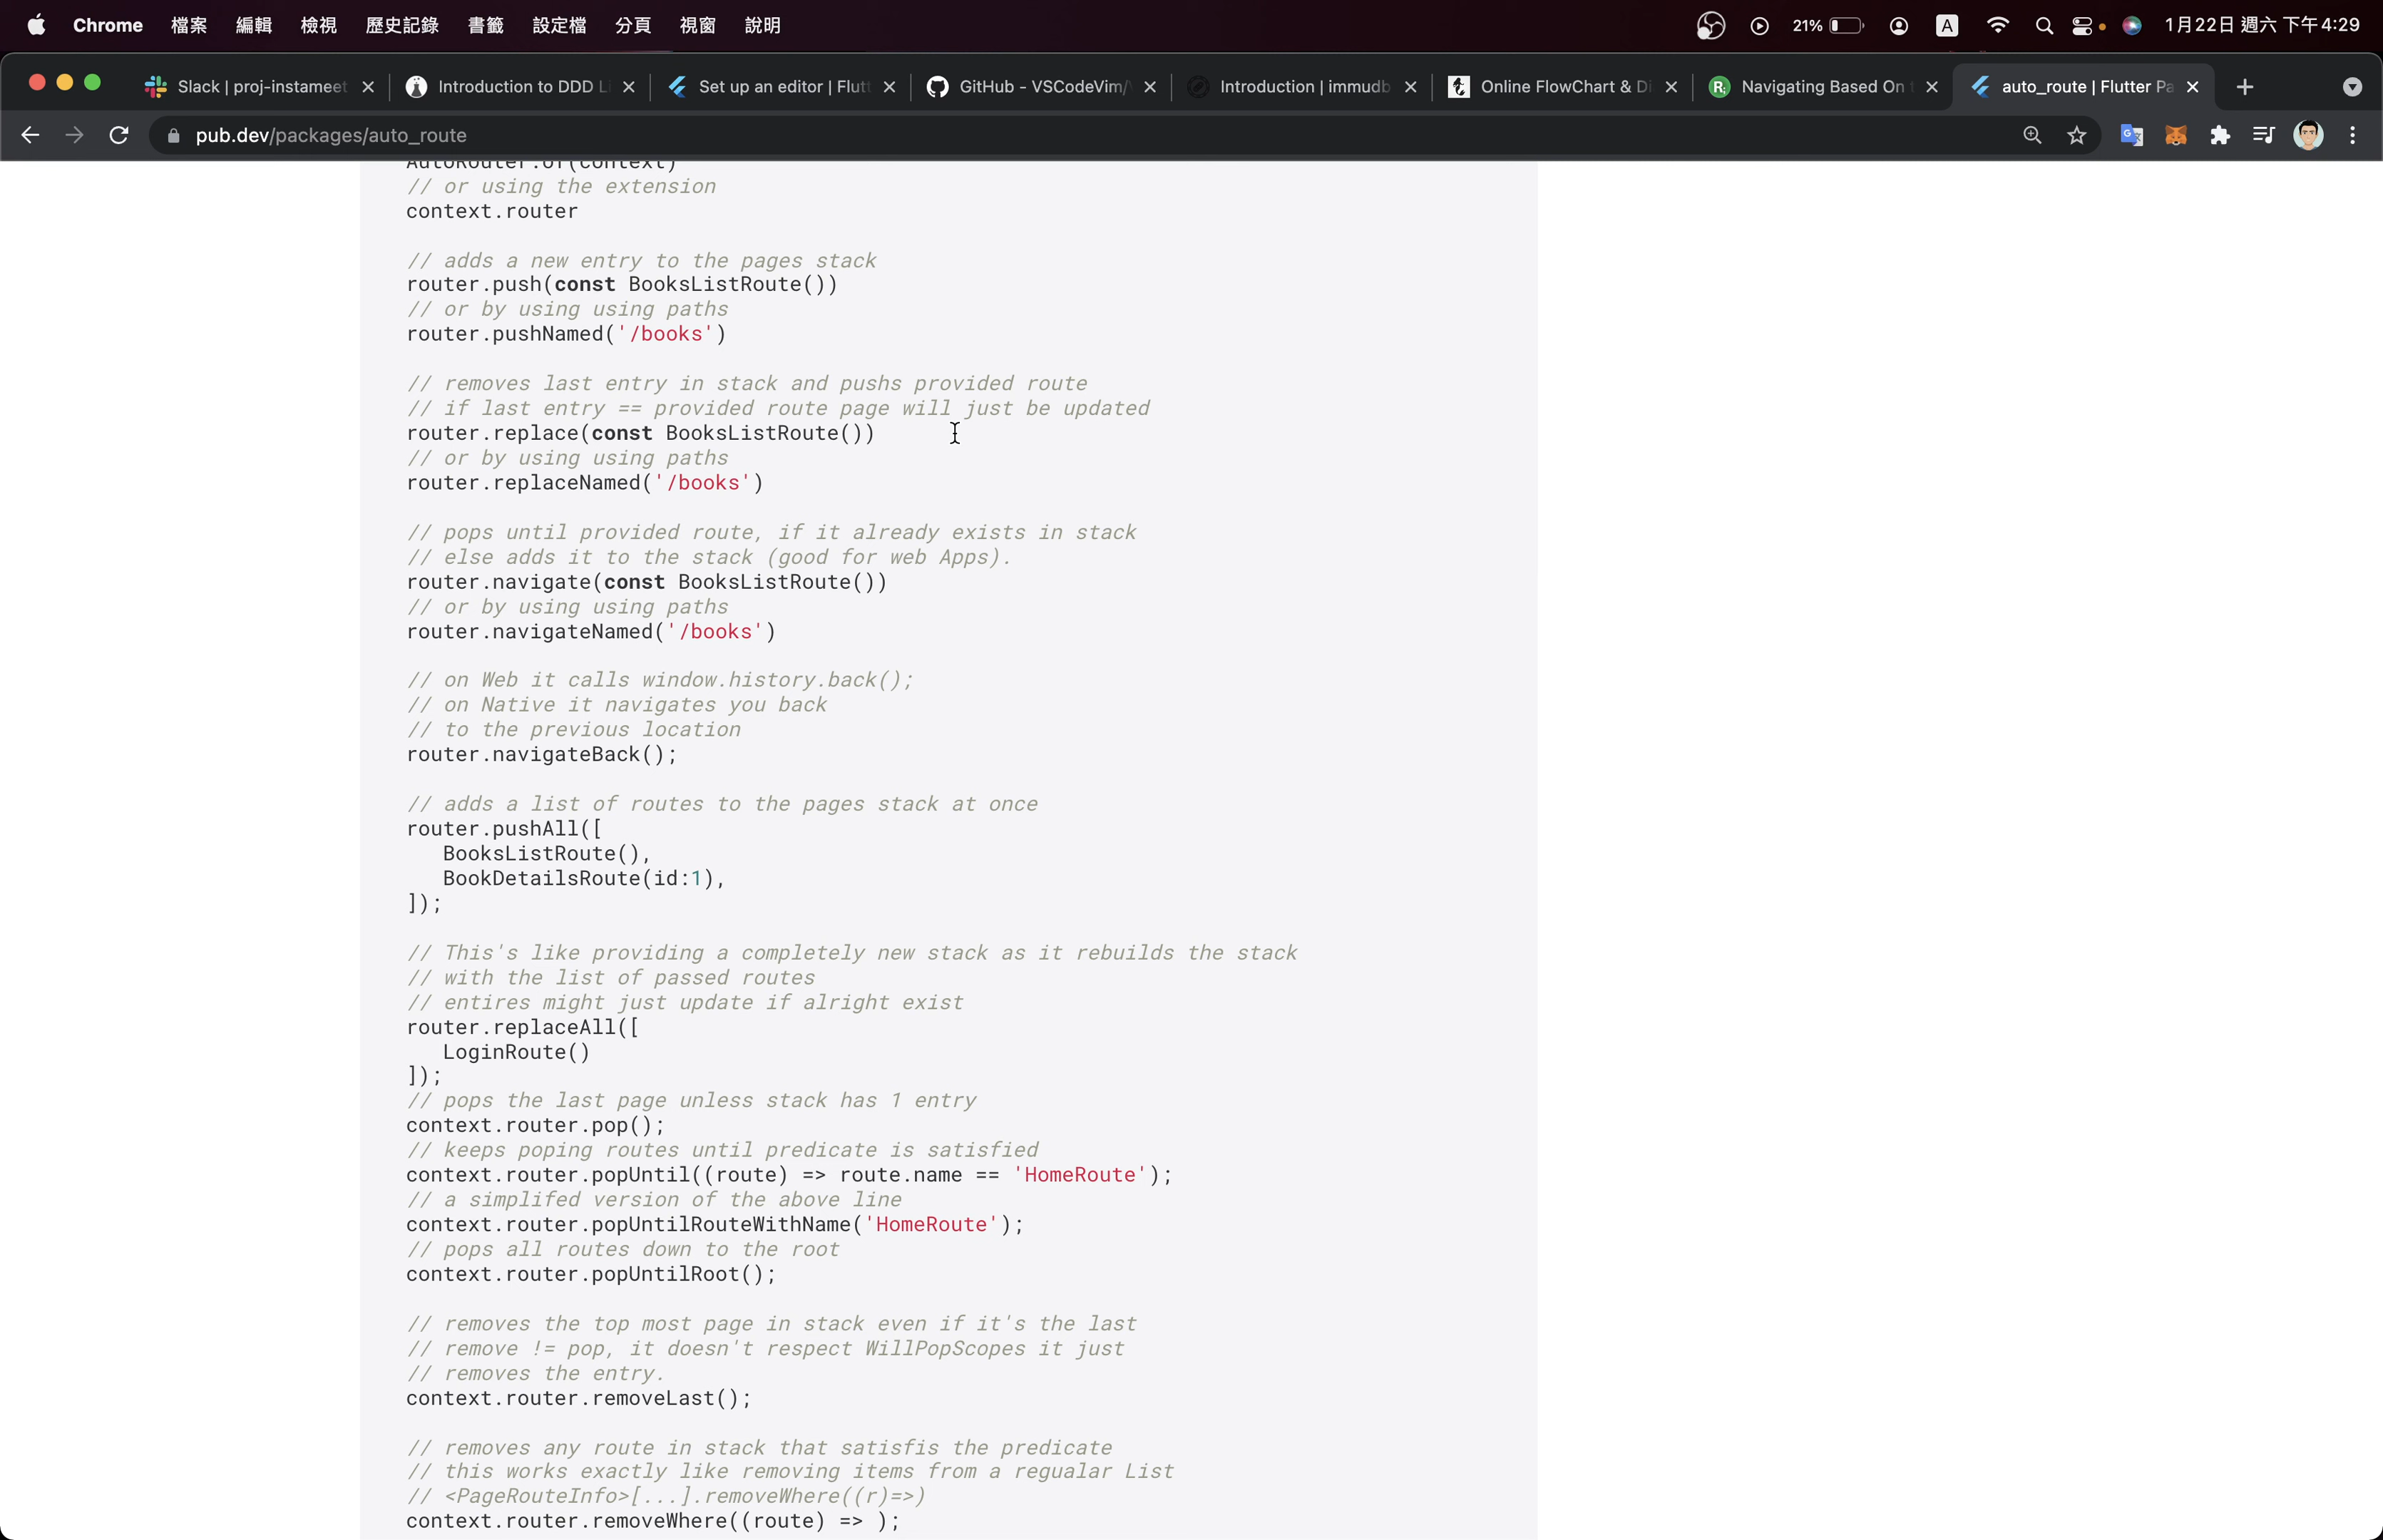 Chrome 檔案 編輯 檢視 歷史記錄 書籤 設定檔 分頁 視窗 說明 21% A 1月22日 週六 下午4:29
Slack | proj-instameet Introduction to DDD Li Set up an editor | Flutt GitHub - VSCodeVim/ Introduction | immudb Online FlowChart & Di Navigating Based On t auto_route | Flutter Pa
pub.dev/packages/auto_route
AutoRouter.of(context)
// or using the extension
context.router
// adds a new entry to the pages stack
router.push(const BooksListRoute())
// or by using using paths
router.pushNamed('/books')
// removes last entry in stack and pushs provided route
// if last entry == provided route page will just be updated
router.replace(const BooksListRoute())
// or by using using paths
router.replaceNamed('/books')
// pops until provided route, if it already exists in stack
// else adds it to the stack (good for web Apps).
router.navigate(const BooksListRoute())
// or by using using paths
router.navigateNamed('/books')
// on Web it calls window.history.back();
// on Native it navigates you back
// to the previous location
router.navigateBack();
// adds a list of routes to the pages stack at once
router.pushAll([
BooksListRoute(),
BookDetailsRoute(id:1),
]);
// This's like providing a completely new stack as it rebuilds the stack
// with the list of passed routes
// entires might just update if alright exist
router.replaceAll([
LoginRoute()
]);
// pops the last page unless stack has 1 entry
context.router.pop();
// keeps poping routes until predicate is satisfied
context.router.popUntil((route) => route.name == 'HomeRoute');
// a simplifed version of the above line
context.router.popUntilRouteWithName('HomeRoute');
// pops all routes down to the root
context.router.popUntilRoot();
// removes the top most page in stack even if it's the last
// remove != pop, it doesn't respect WillPopScopes it just
// removes the entry.
context.router.removeLast();
// removes any route in stack that satisfis the predicate
// this works exactly like removing items from a regualar List
// <PageRouteInfo>[...].removeWhere((r)=>)
context.router.removeWhere((route) => );